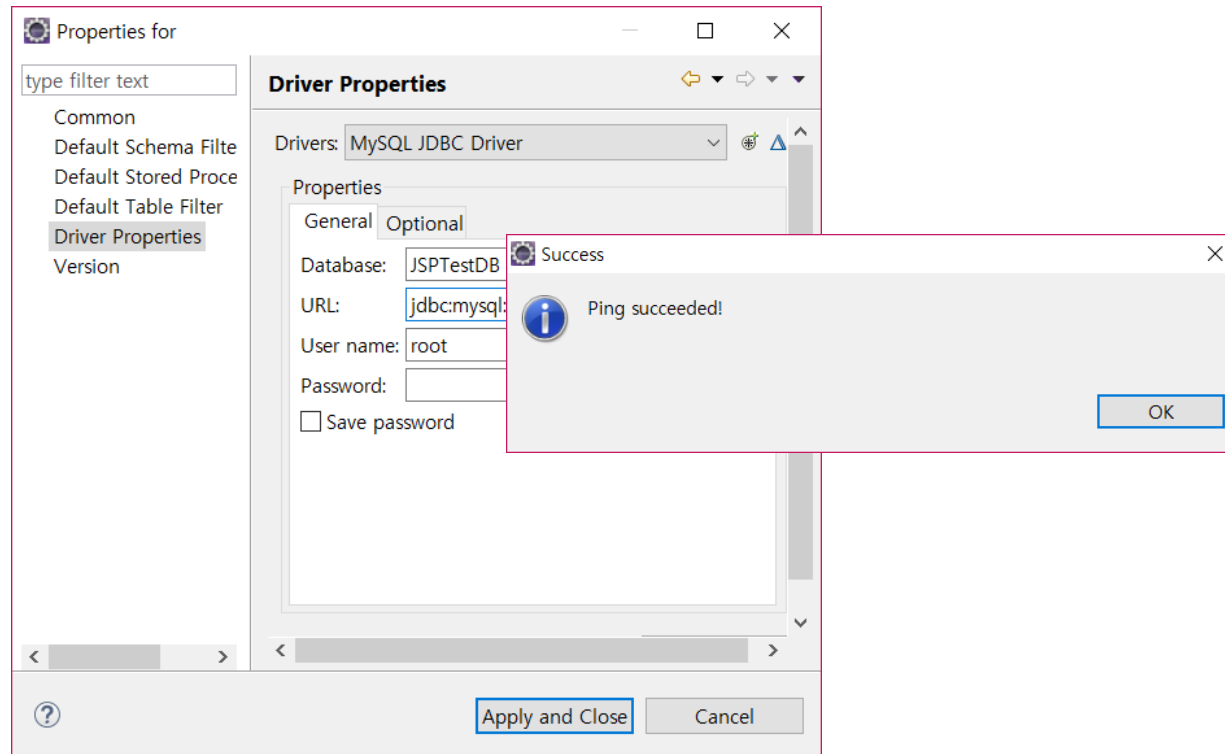 Properties for
type filter text
Common
Default Schema Filte
Default Stored Proce
Default Table Filter
Driver Properties
Version
Driver Properties
Drivers: MySQL JDBC Driver
Properties
General Optional
Database: JSPTestDB
URL: jdbc:mysql:
User name: root
Password:
Save password
Success
Ping succeeded!
OK
Apply and Close Cancel